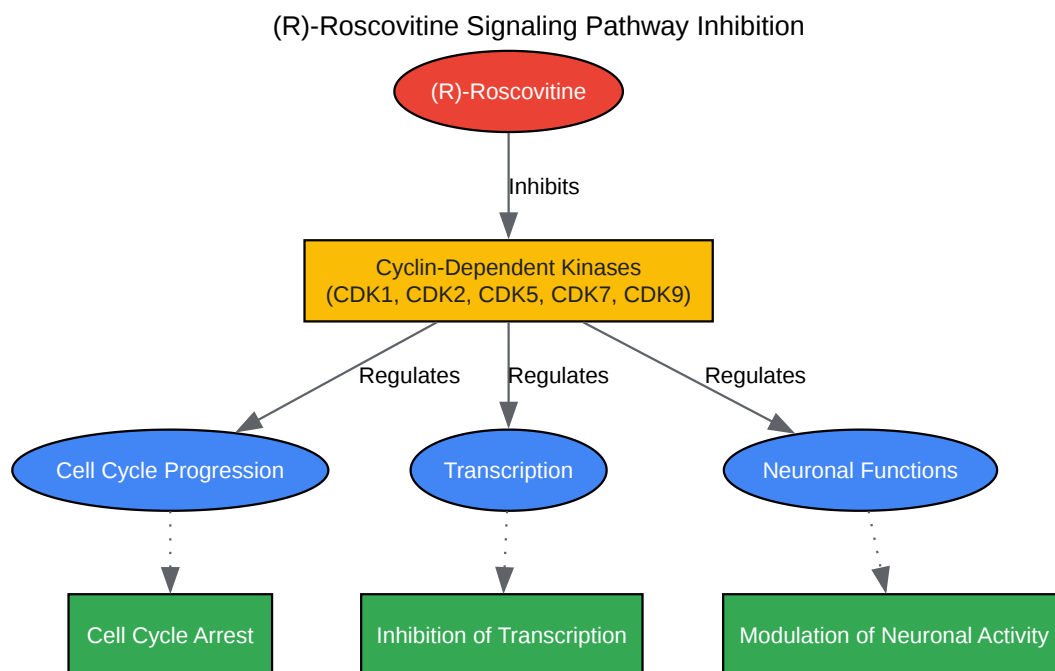 (R)-Roscovitine Signaling Pathway Inhibition
(R)-Roscovitine
Inhibits
Cyclin-Dependent Kinases
(CDK1, CDK2, CDK5, CDK7, CDK9)
Regulates
Regulates
Regulates
Cell Cycle Progression
Transcription
Neuronal Functions
Cell Cycle Arrest
Inhibition of Transcription
Modulation of Neuronal Activity